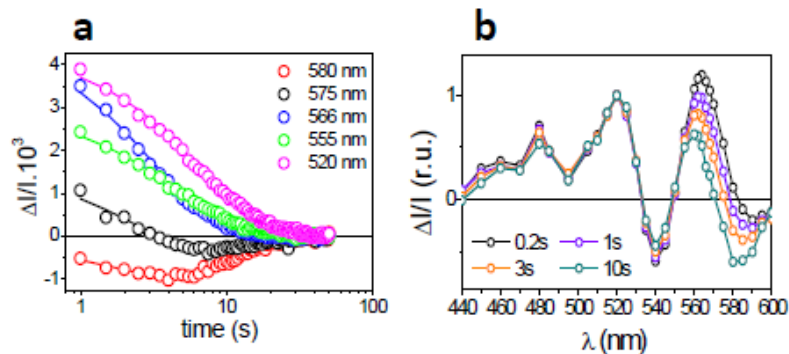 a
ΔI/I.10³
4
3
2
1
0
-1
580 nm
575 nm
566 nm
555 nm
520 nm
1
10
100
time (s)
b
ΔI/I (r.u.)
1
0
0.2s
1s
3s
10s
440 460 480 500 520 540 560 580 600
λ (nm)